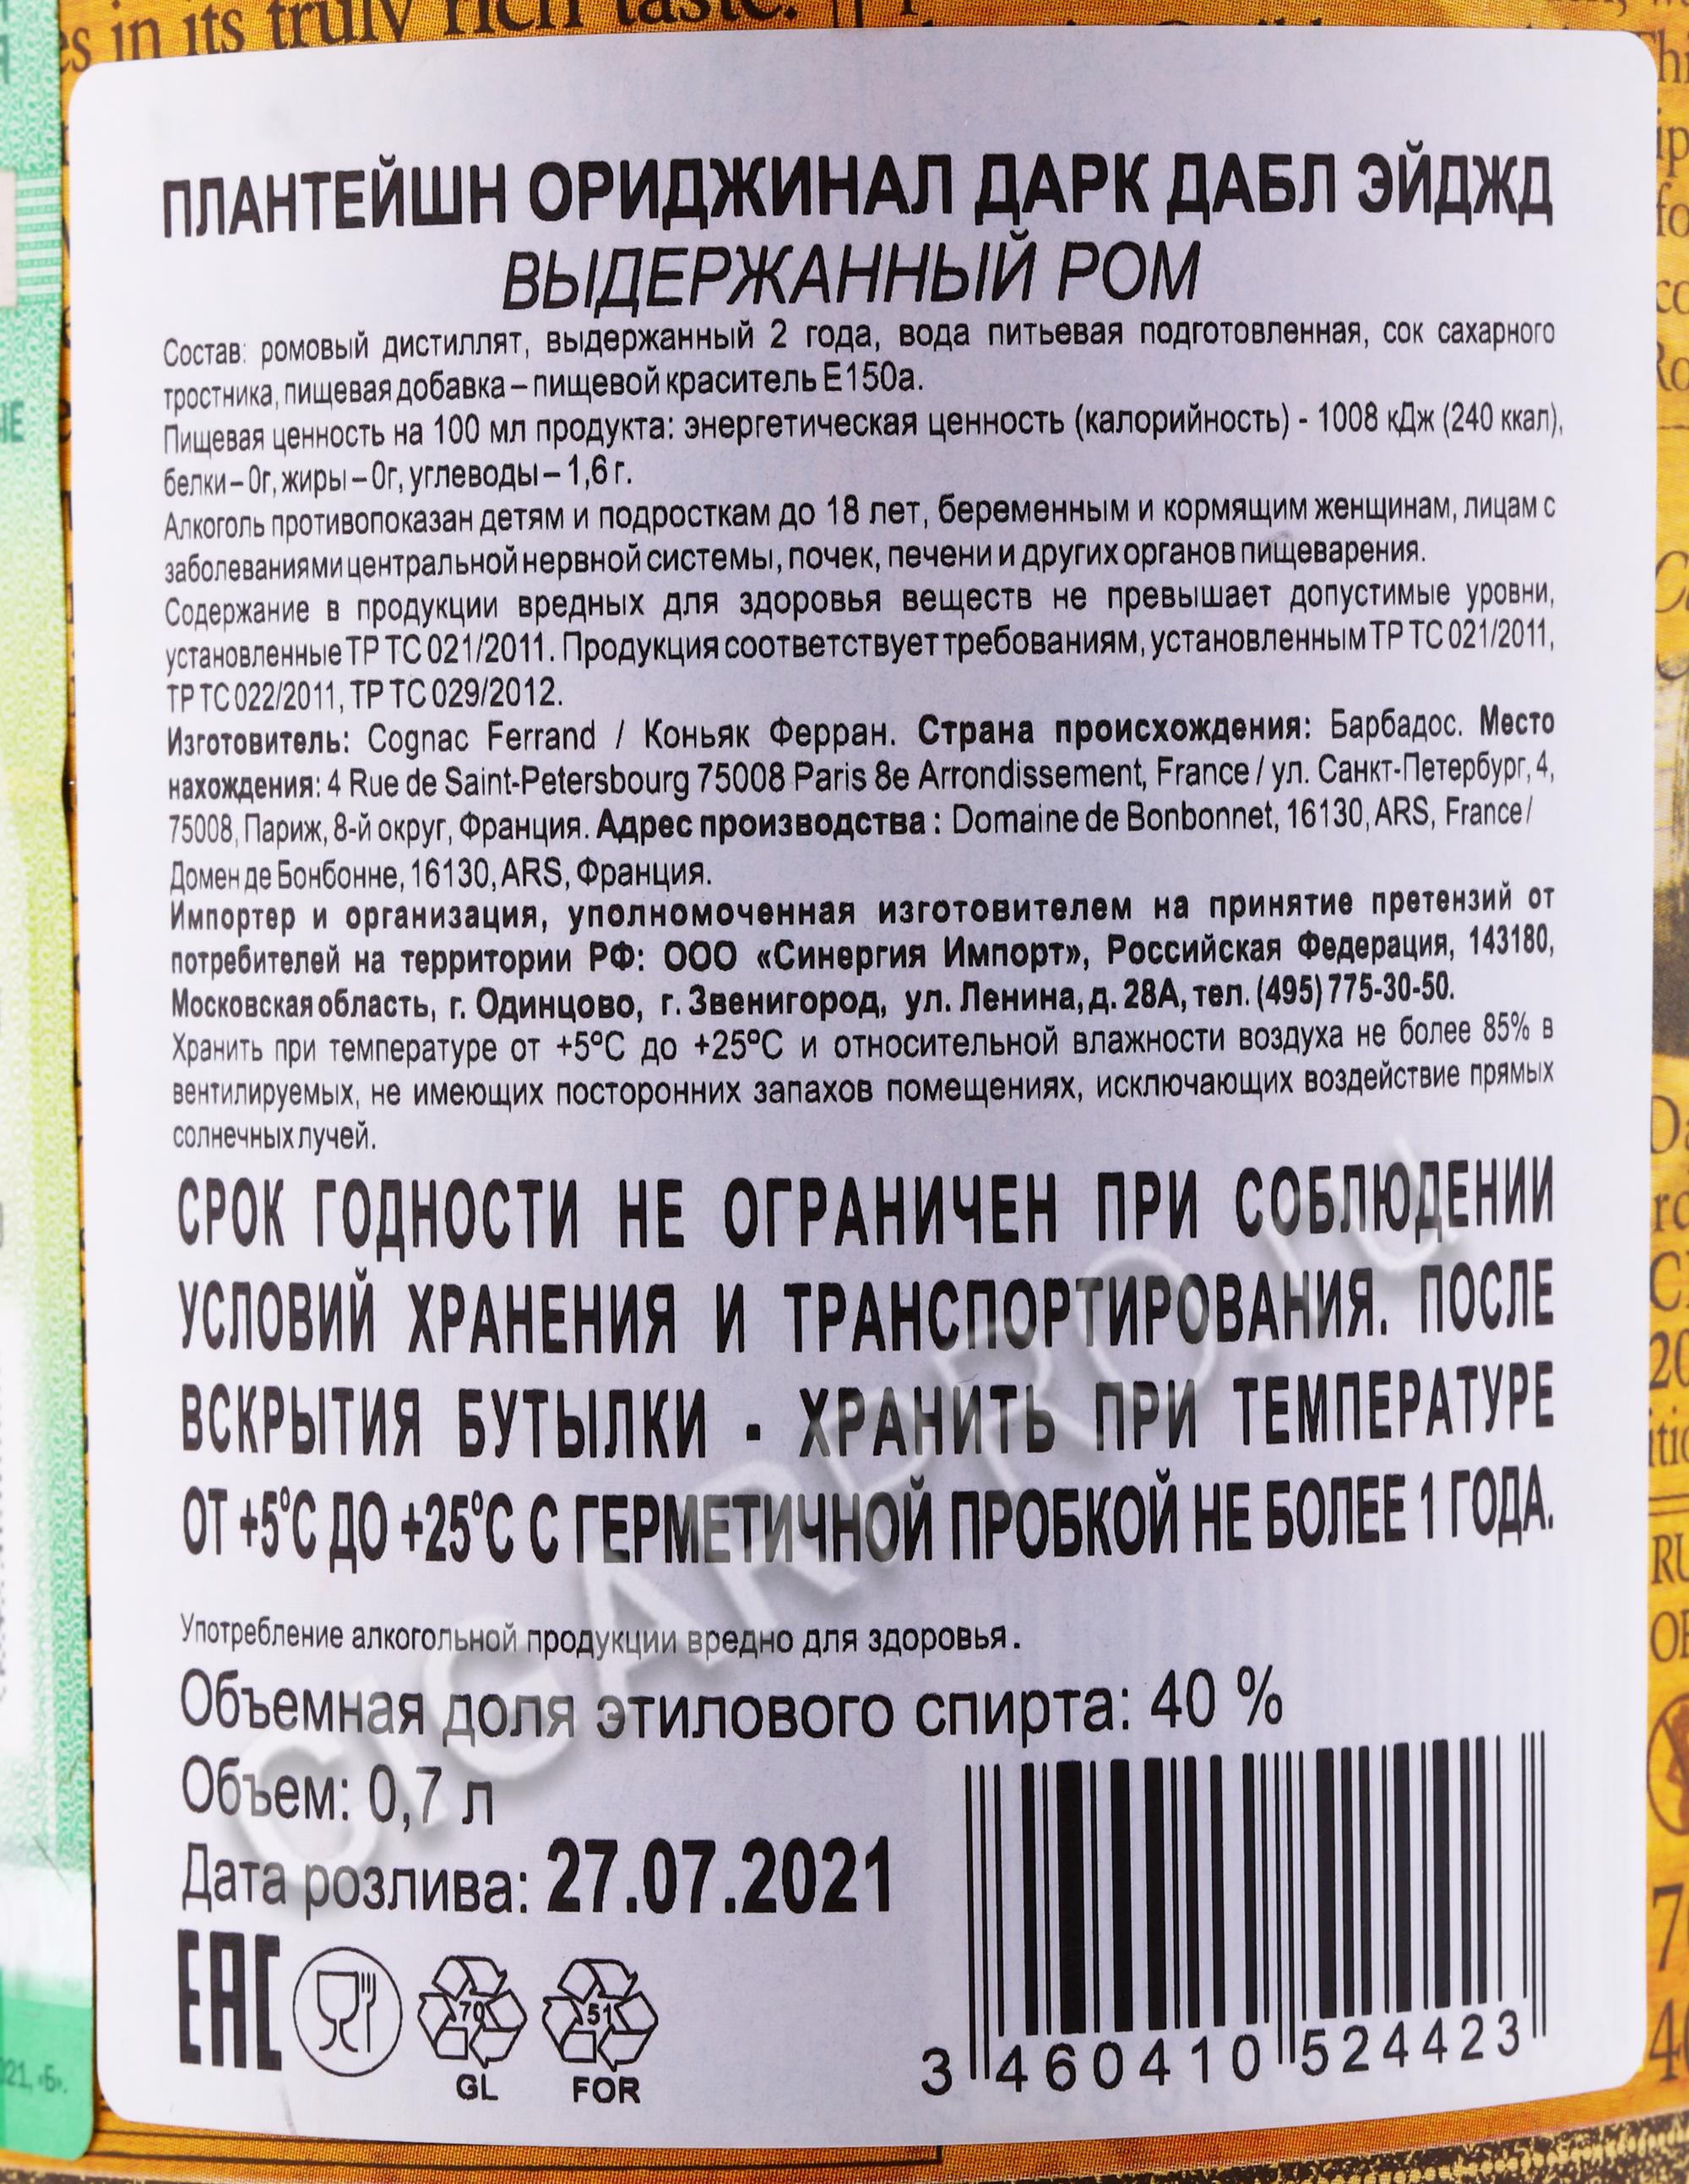 es in its truly rich taste.
ПЛАНТЕЙШН ОРИДЖИНАЛ ДАРК ДАБЛ ЭЙДЖД
ВЫДЕРЖАННЫЙ РОМ
Состав: ромовый дистиллят, выдержанный 2 года, вода питьевая подготовленная, сок сахарного
тростника, пищевая добавка – пищевой краситель Е150а.
Пищевая ценность на 100 мл продукта: энергетическая ценность (калорийность) - 1008 кДж (240 ккал),
белки – 0г, жиры – 0г, углеводы – 1,6 г.
Алкоголь противопоказан детям и подросткам до 18 лет, беременным и кормящим женщинам, лицам с
заболеваниями центральной нервной системы, почек, печени и других органов пищеварения.
Содержание в продукции вредных для здоровья веществ не превышает допустимые уровни,
установленные ТР ТС 021/2011. Продукция соответствует требованиям, установленным ТР ТС 021/2011,
ТР ТС 022/2011, ТР ТС 029/2012.
Изготовитель: Cognac Ferrand / Коньяк Ферран. Страна происхождения: Барбадос. Место
нахождения: 4 Rue de Saint-Petersbourg 75008 Paris 8e Arrondissement, France / ул. Санкт-Петербург, 4,
75008, Париж, 8-й округ, Франция. Адрес производства : Domaine de Bonbonnet, 16130, ARS, France /
Домен де Бонбонне, 16130, ARS, Франция.
Импортер и организация, уполномоченная изготовителем на принятие претензий от
потребителей на территории РФ: ООО «Синергия Импорт», Российская Федерация, 143180,
Московская область, г. Одинцово, г. Звенигород, ул. Ленина, д. 28А, тел. (495) 775-30-50.
Хранить при температуре от +5°С до +25°С и относительной влажности воздуха не более 85% в
вентилируемых, не имеющих посторонних запахов помещениях, исключающих воздействие прямых
солнечных лучей.
СРОК ГОДНОСТИ НЕ ОГРАНИЧЕН ПРИ СОБЛЮДЕНИИ
УСЛОВИЙ ХРАНЕНИЯ И ТРАНСПОРТИРОВАНИЯ. ПОСЛЕ
ВСКРЫТИЯ БУТЫЛКИ - ХРАНИТЬ ПРИ ТЕМПЕРАТУРЕ
ОТ +5°С ДО +25°С С ГЕРМЕТИЧНОЙ ПРОБКОЙ НЕ БОЛЕЕ 1 ГОДА.
CIGARPRO.ru
Употребление алкогольной продукции вредно для здоровья.
Объемная доля этилового спирта: 40 %
Объем: 0,7 л
Дата розлива: 27.07.2021
EAC
70
GL
51
FOR
3 460410 524423